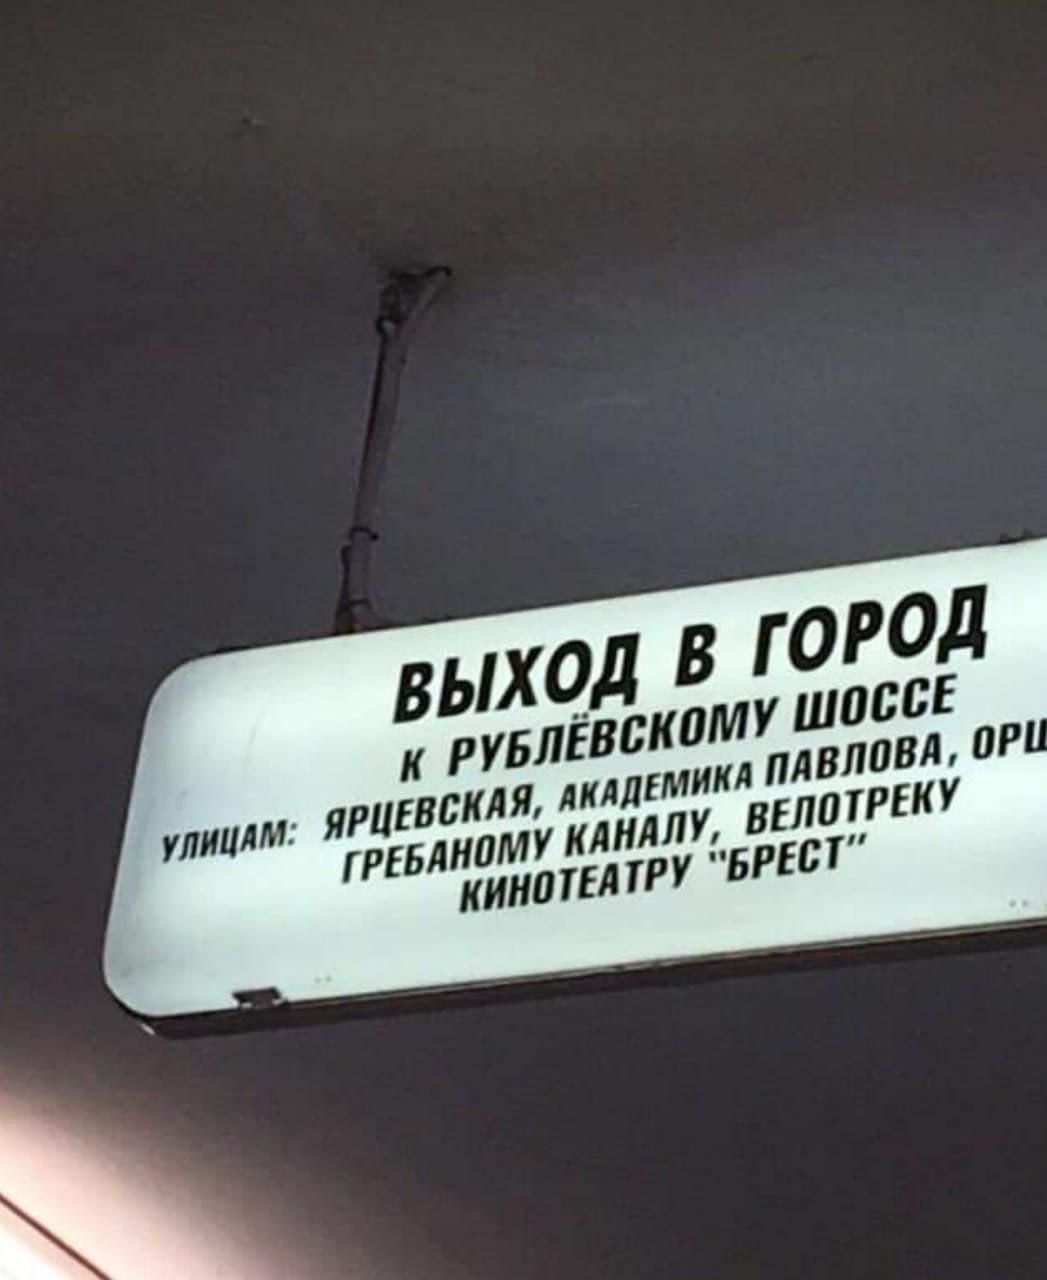 ВЫХОД В ГОРОД
К РУБЛЁВСКОМУ ШОССЕ
УЛИЦАМ: ЯРЦЕВСКАЯ, АКАДЕМИКА ПАВЛОВА,
ГРЕБАНОМУ КАНАЛУ, ВЕЛОТРЕКУ
КИНОТЕАТРУ "БРЕСТ"